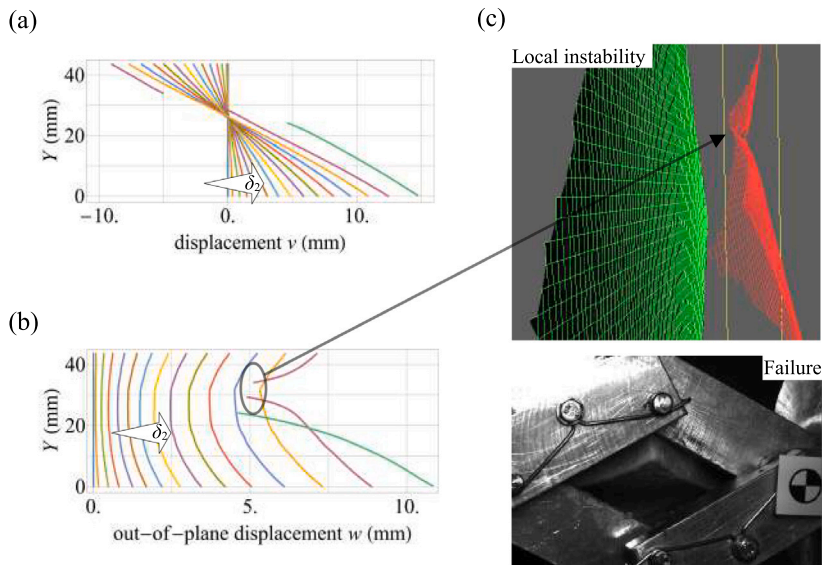 (a)
40
20
0
Y (mm)
δ2
−10.
0.
10.
displacement v (mm)
(b)
40
20
0
Y (mm)
δ2
0.
5.
10.
out−of−plane displacement w (mm)
(c)
Local instability
Failure